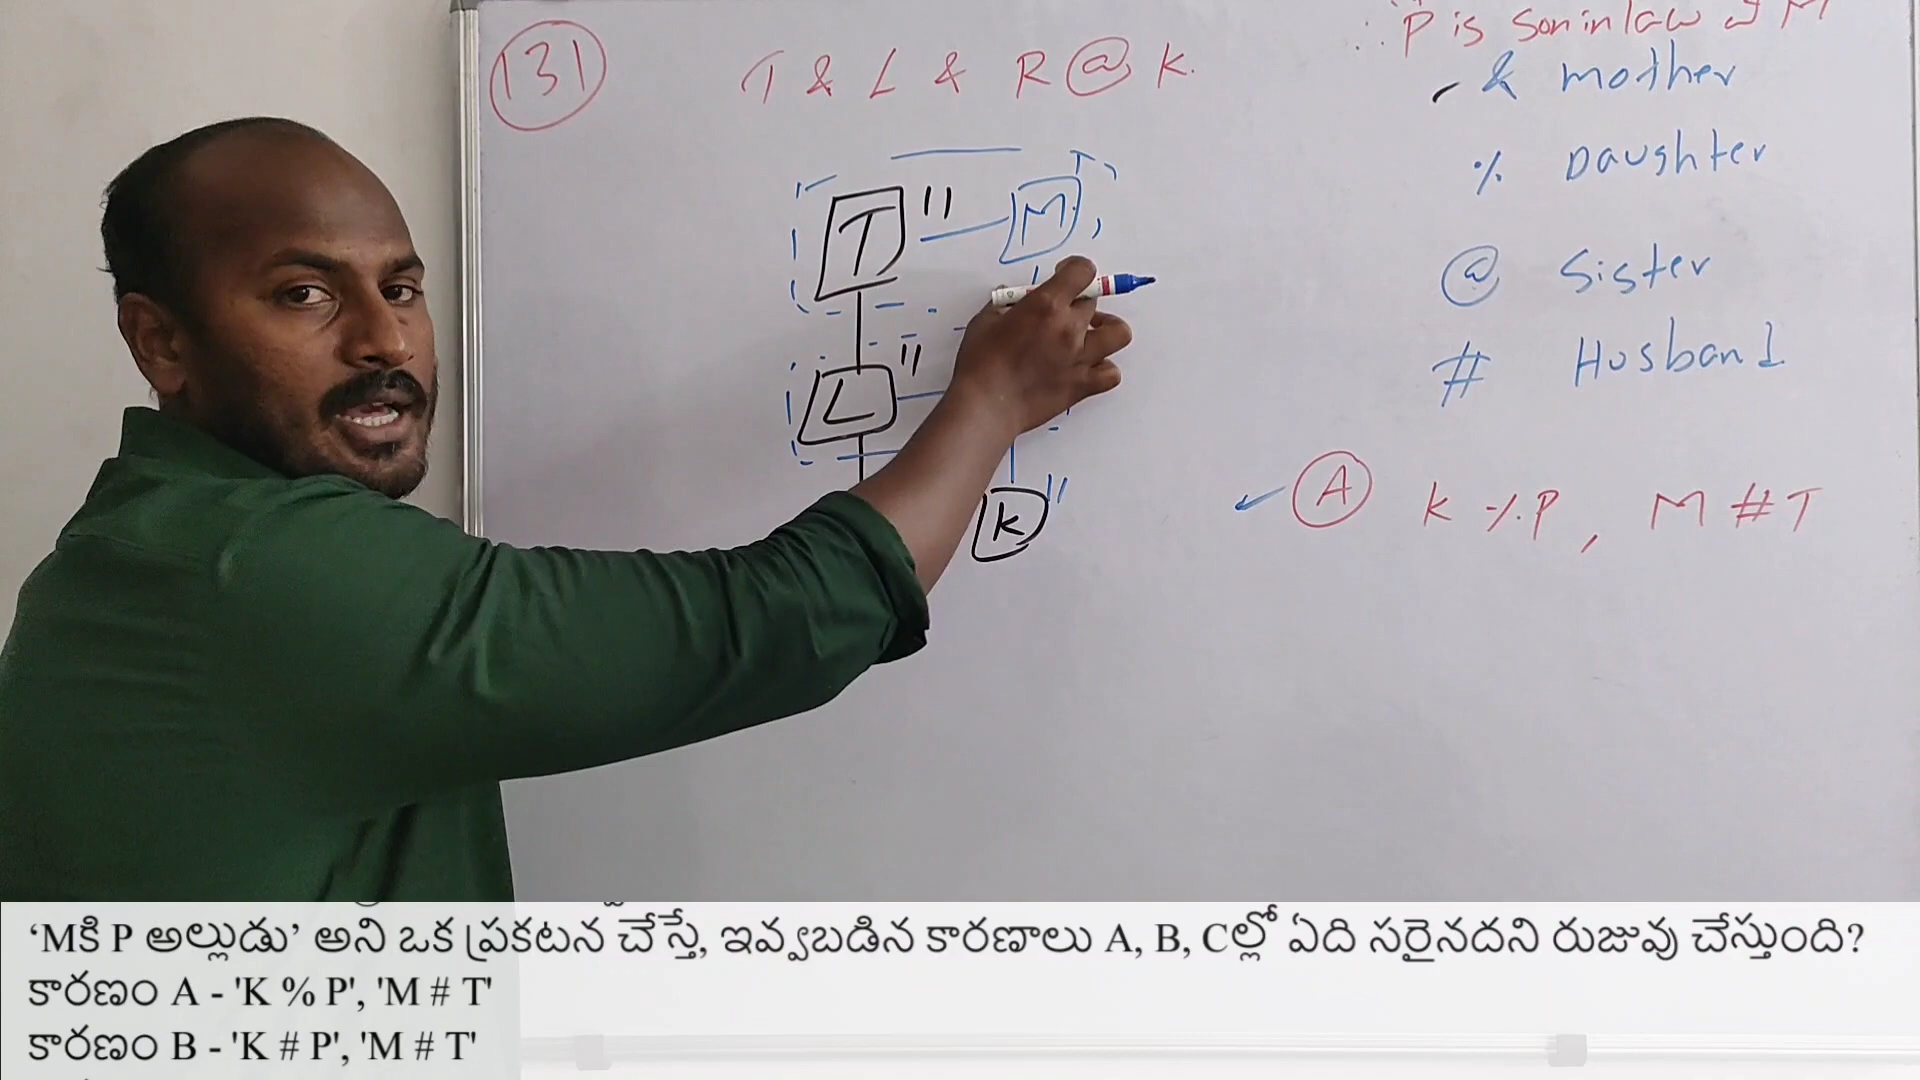 ∴ P is Son in law of M
131 T & L & R @ K.
& mother
% Daughter
@ Sister
# Husband
T " M
L "
K "
A K % P, M # T
‘Mకి P అల్లుడు’ అని ఒక ప్రకటన చేస్తే, ఇవ్వబడిన కారణాలు A, B, Cల్లో ఏది సరైనదని రుజువు చేస్తుంది?
కారణం A - 'K % P', 'M # T'
కారణం B - 'K # P', 'M # T'